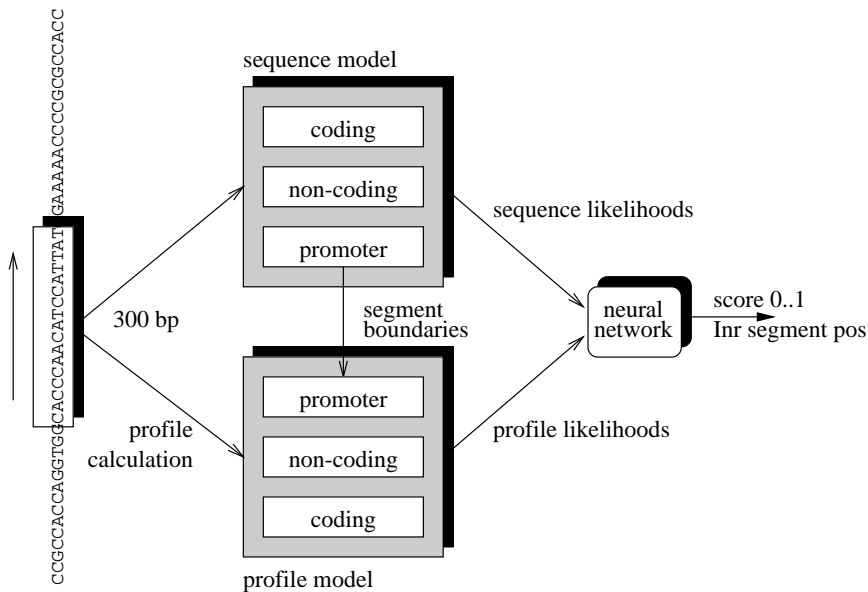 CCGCCACCAGGTGGCACCCAACATCCATTATGAAAAACCCCGCGCCACC
sequence model
coding
non-coding
promoter
300 bp
segment
boundaries
sequence likelihoods
neural
network
score 0..1
Inr segment pos
profile
calculation
promoter
non-coding
coding
profile likelihoods
profile model